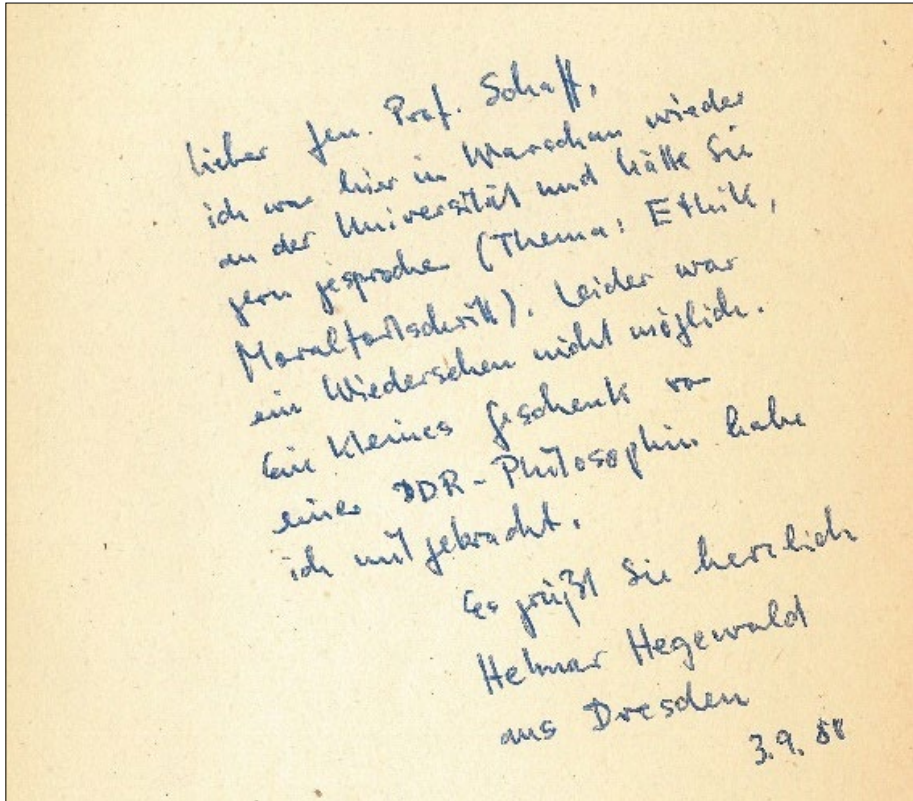 Lieber Gen. Prof. Schaff,
ich war hier in Warschau wieder
an der Universität und hätte Sie
gern gesprochen (Thema: Ethik,
Moralfortschritt). Leider war
ein Wiedersehen nicht möglich.
Ein kleines Geschenk von
einer DDR-Philosophin habe
ich mitgebracht.
Es grüßt Sie herzlich
Helmar Hegewald
aus Dresden
3.9. 88